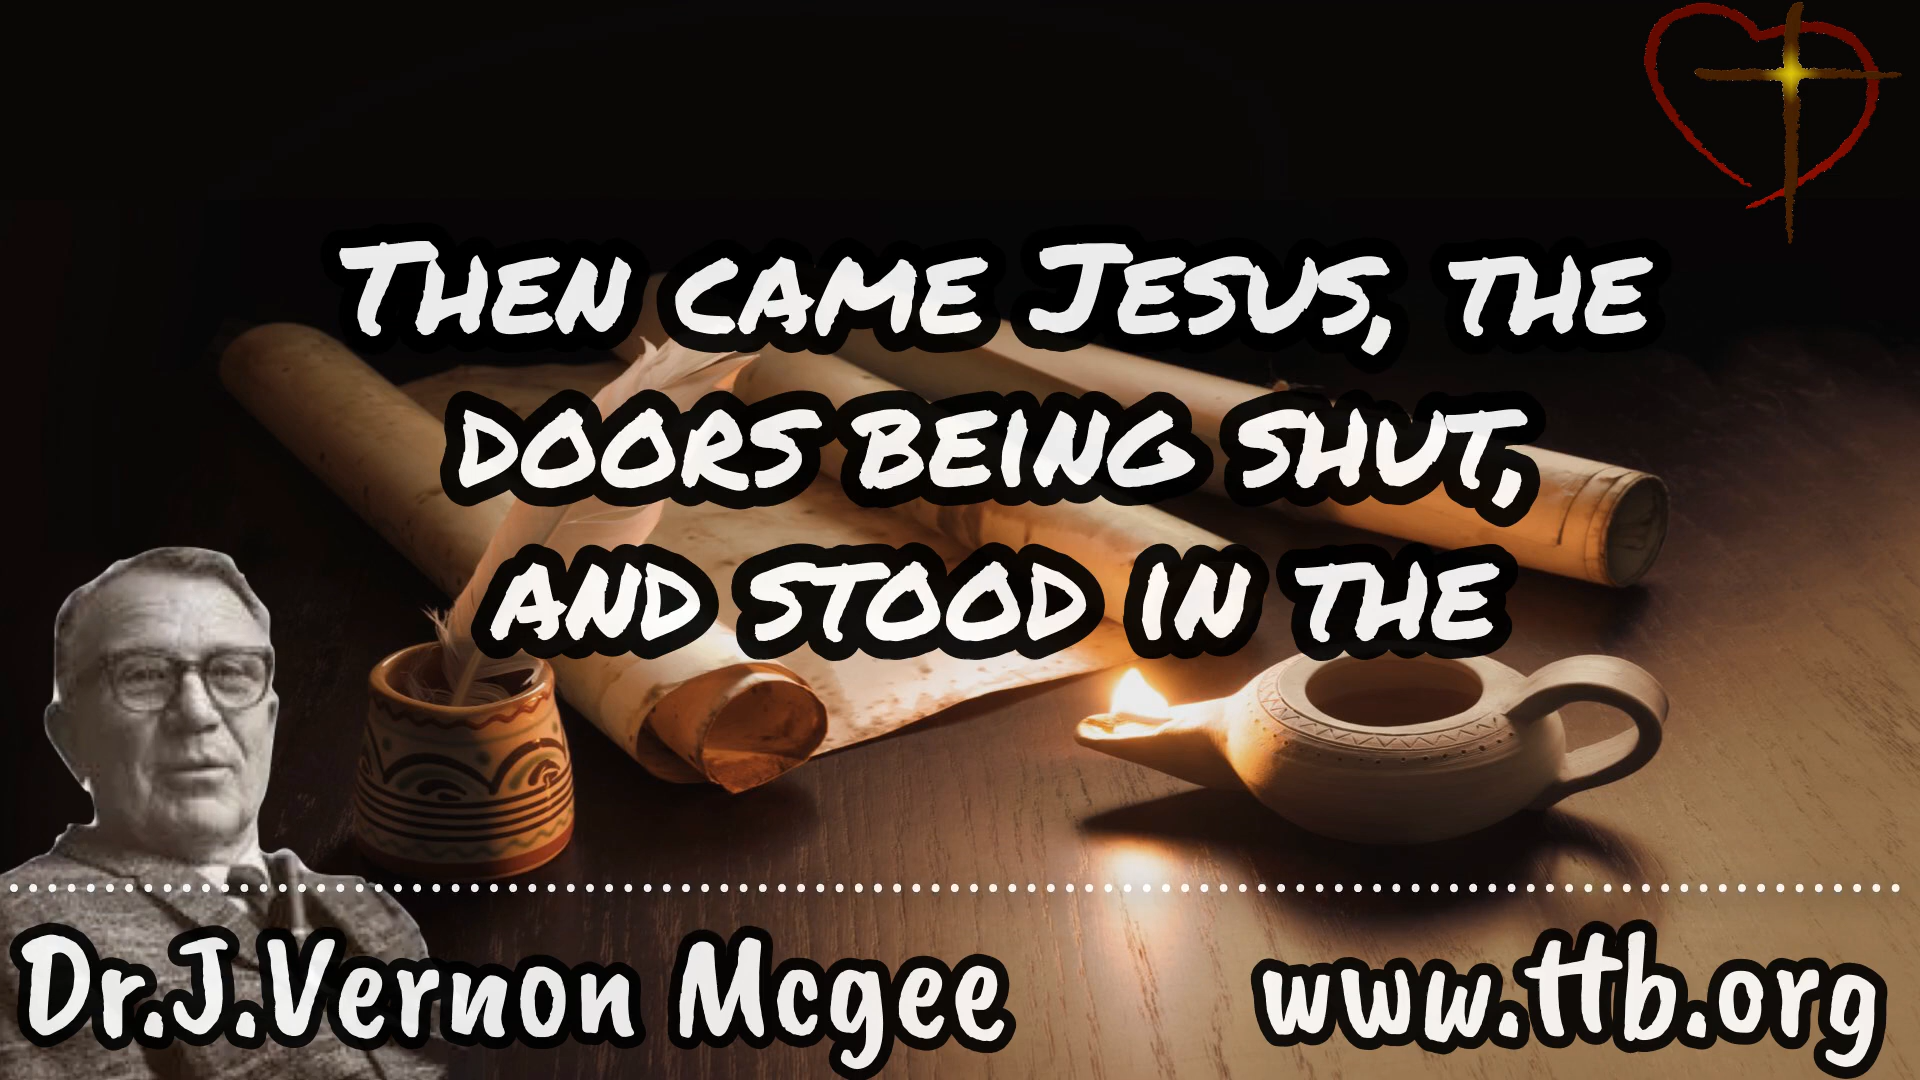 Then came Jesus, the
doors being shut,
and stood in the
Dr.J.Vernon Mcgee
www.ttb.org